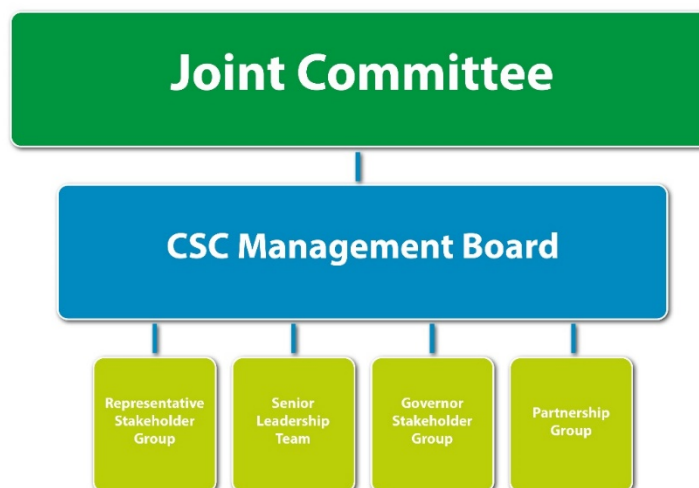 Joint Committee
CSC Management Board
Representative
Stakeholder
Group
Senior
Leadership
Team
Governor
Stakeholder
Group
Partnership
Group